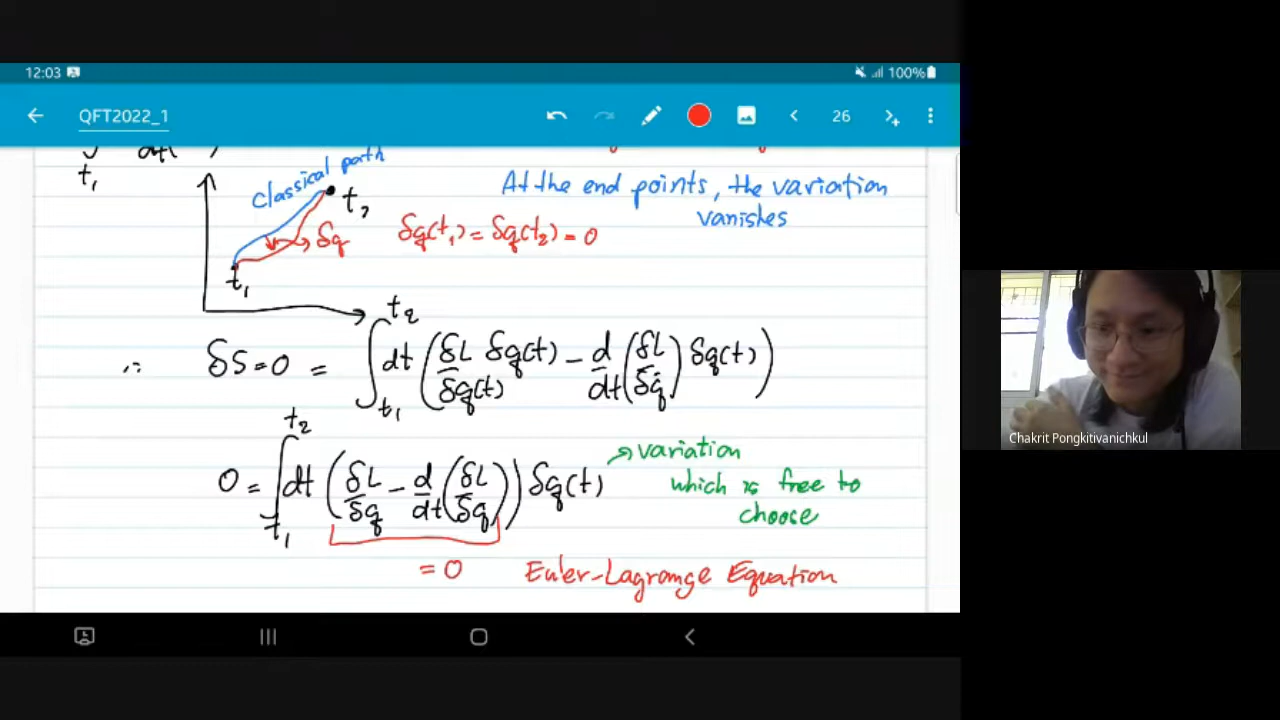 12:03 100%
QFT2022_1 26
t₁
classical path
At the end points, the variation
vanishes
t₂
δq δq(t₁) = δq(t₂) = 0
t₁
∴ δS = 0 = ∫_{t₁}^{t₂} dt (δL/δq(t) δq(t) − d/dt (δL/δq̇) δq(t))
0 = ∫_{t₁}^{t₂} dt (δL/δq − d/dt (δL/δq̇)) δq(t)
variation
which is free to
choose
= 0 Euler-Lagrange Equation
Chakrit Pongkitivanichkul